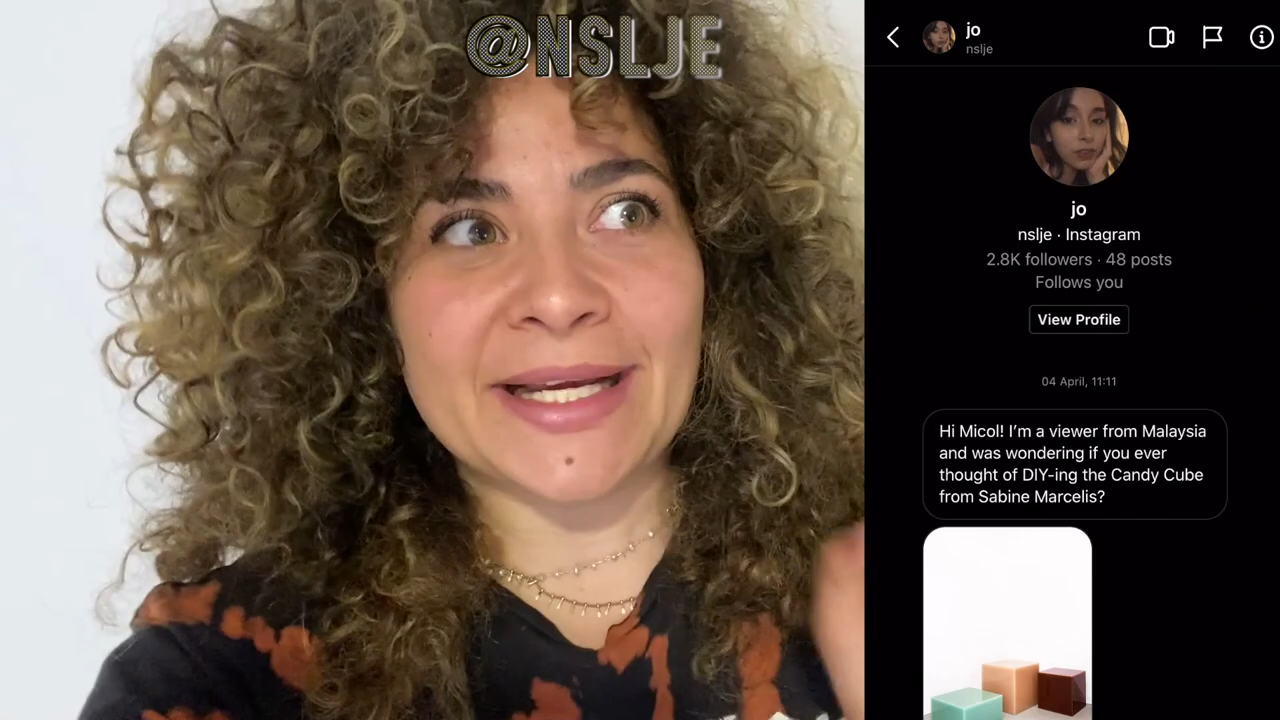 @NSLJE
jo
nslje
jo
nslje · Instagram
2.8K followers · 48 posts
Follows you
View Profile
04 April, 11:11
Hi Micol! I’m a viewer from Malaysia
and was wondering if you ever
thought of DIY-ing the Candy Cube
from Sabine Marcelis?